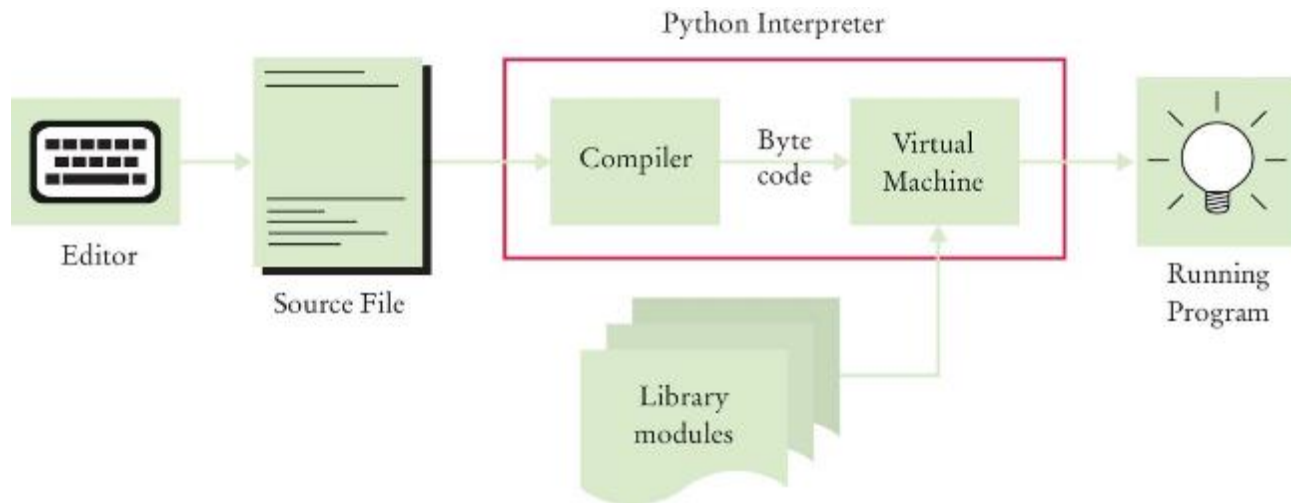 Python Interpreter
Editor
Source File
Compiler
Byte
code
Virtual
Machine
Running
Program
Library
modules